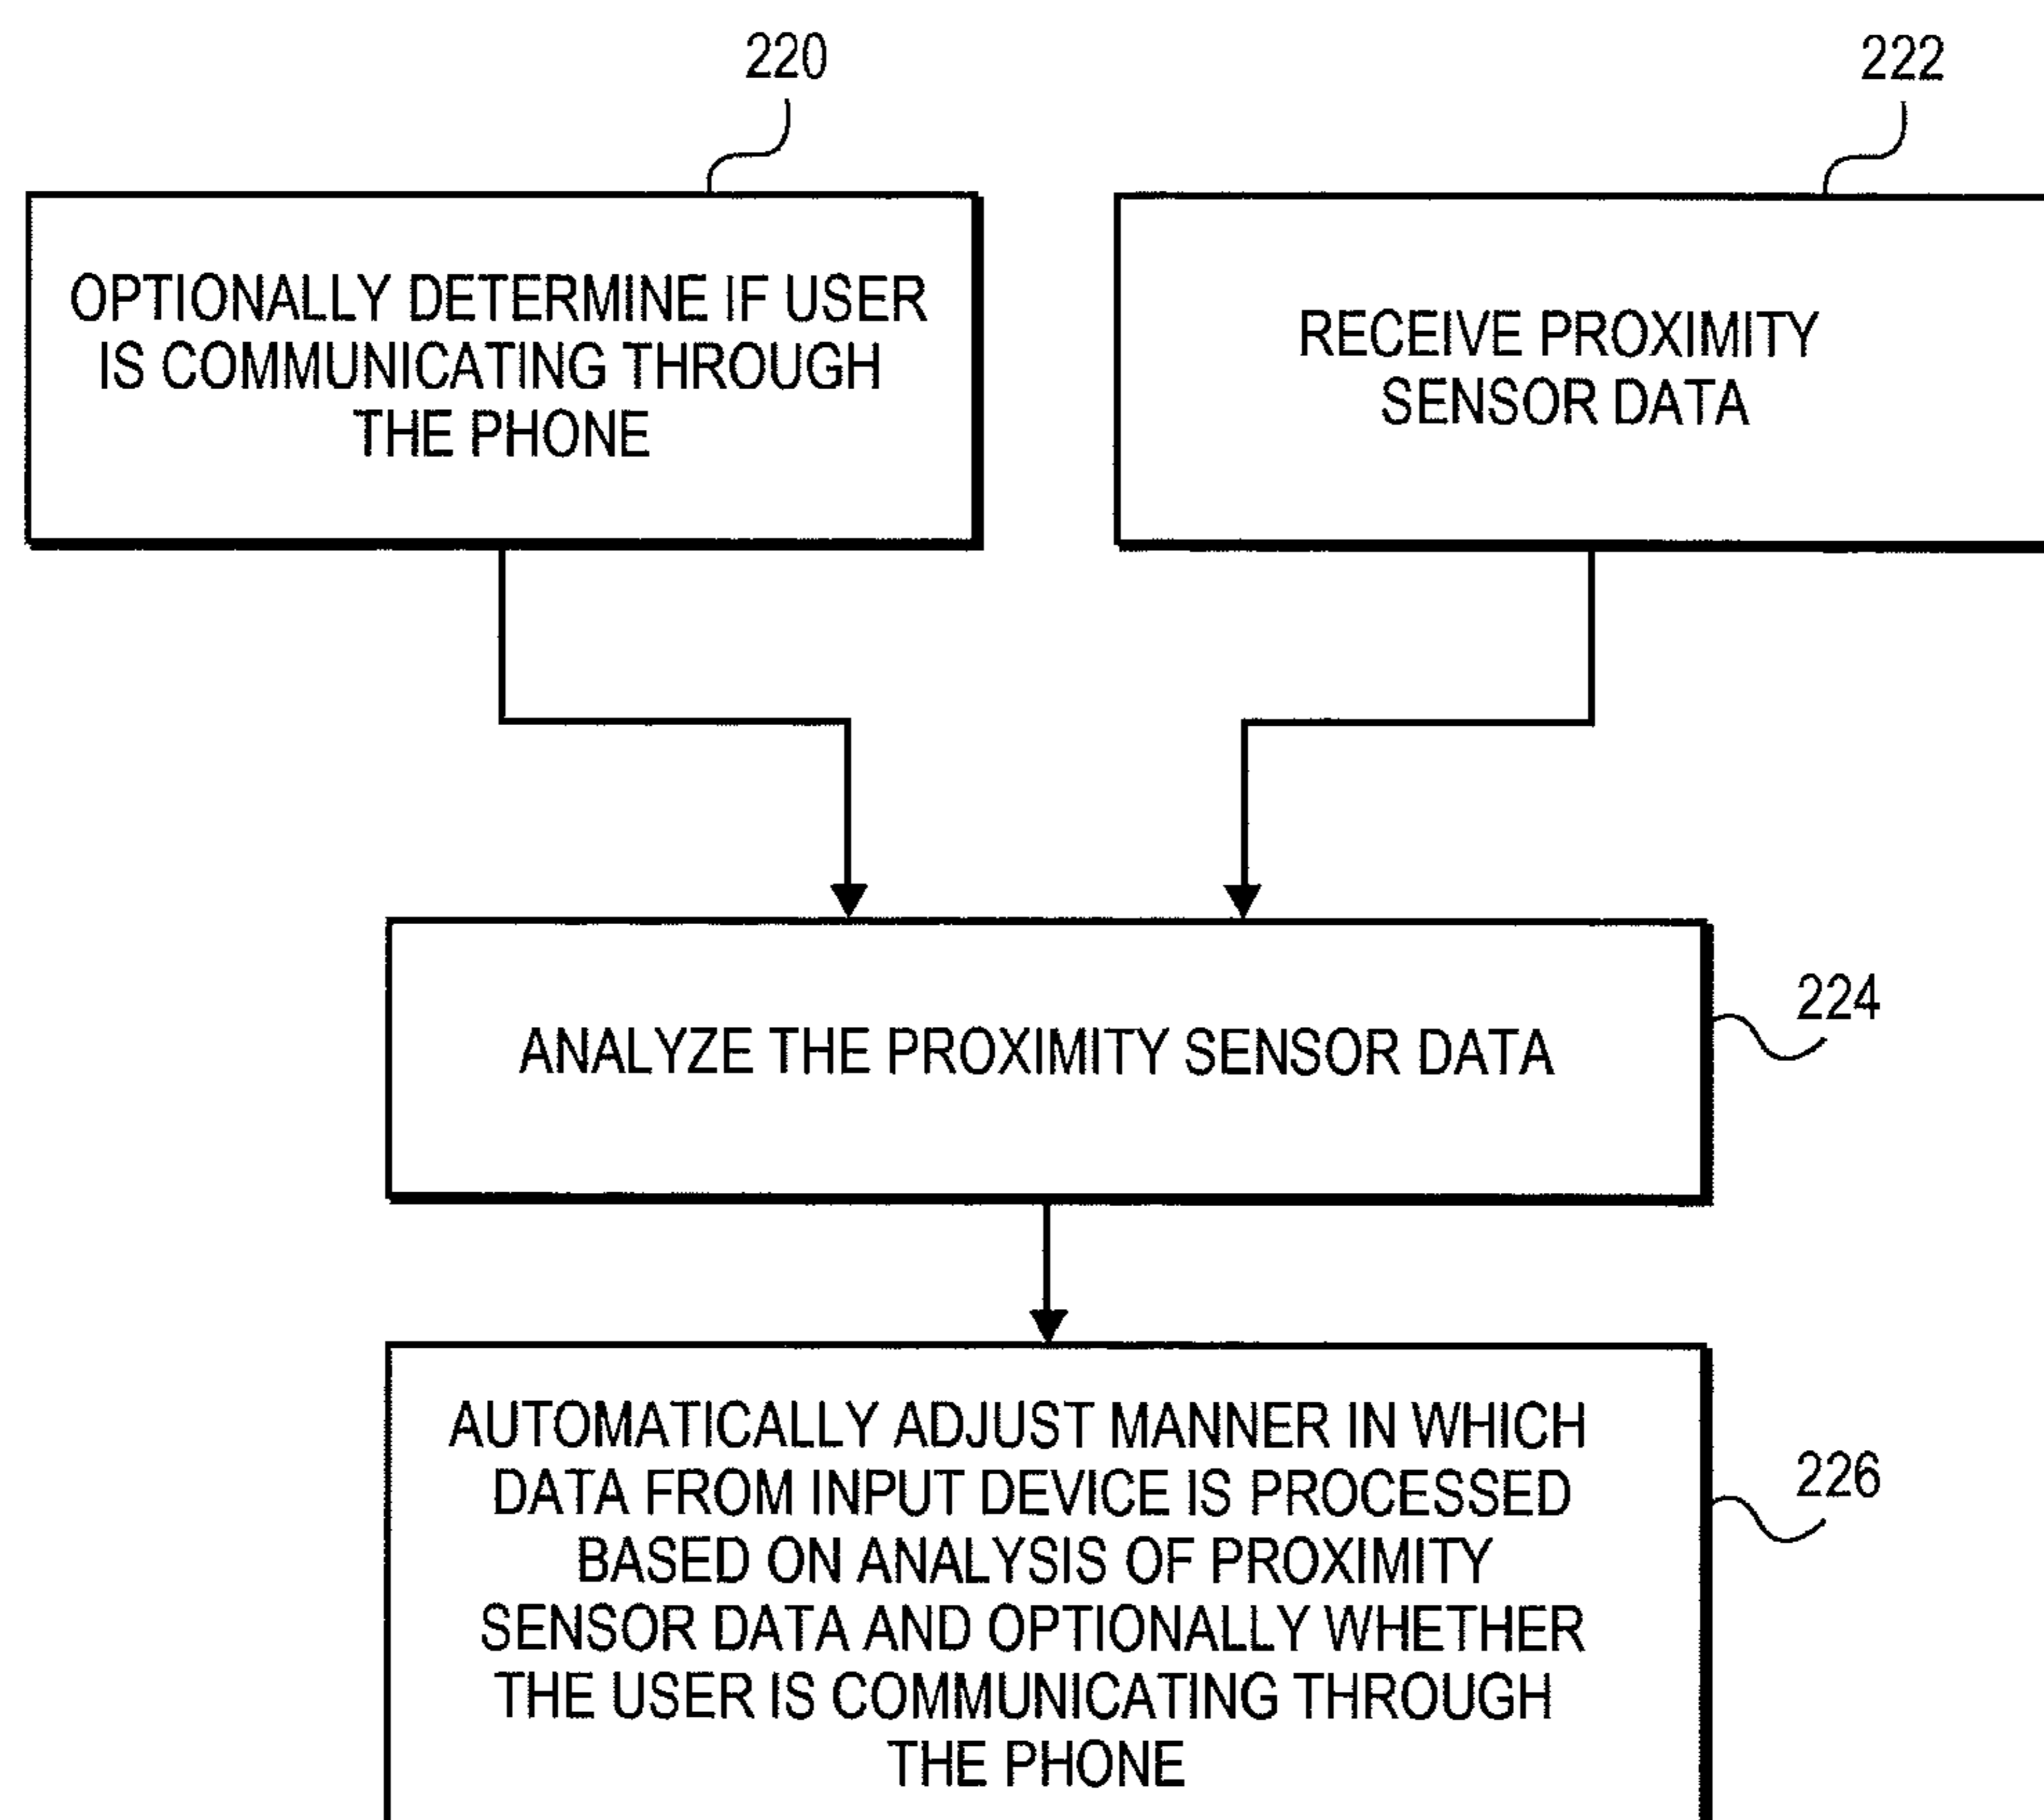 220
222
OPTIONALLY DETERMINE IF USER
IS COMMUNICATING THROUGH
THE PHONE
RECEIVE PROXIMITY
SENSOR DATA
ANALYZE THE PROXIMITY SENSOR DATA
224
AUTOMATICALLY ADJUST MANNER IN WHICH
DATA FROM INPUT DEVICE IS PROCESSED
BASED ON ANALYSIS OF PROXIMITY
SENSOR DATA AND OPTIONALLY WHETHER
THE USER IS COMMUNICATING THROUGH
THE PHONE
226